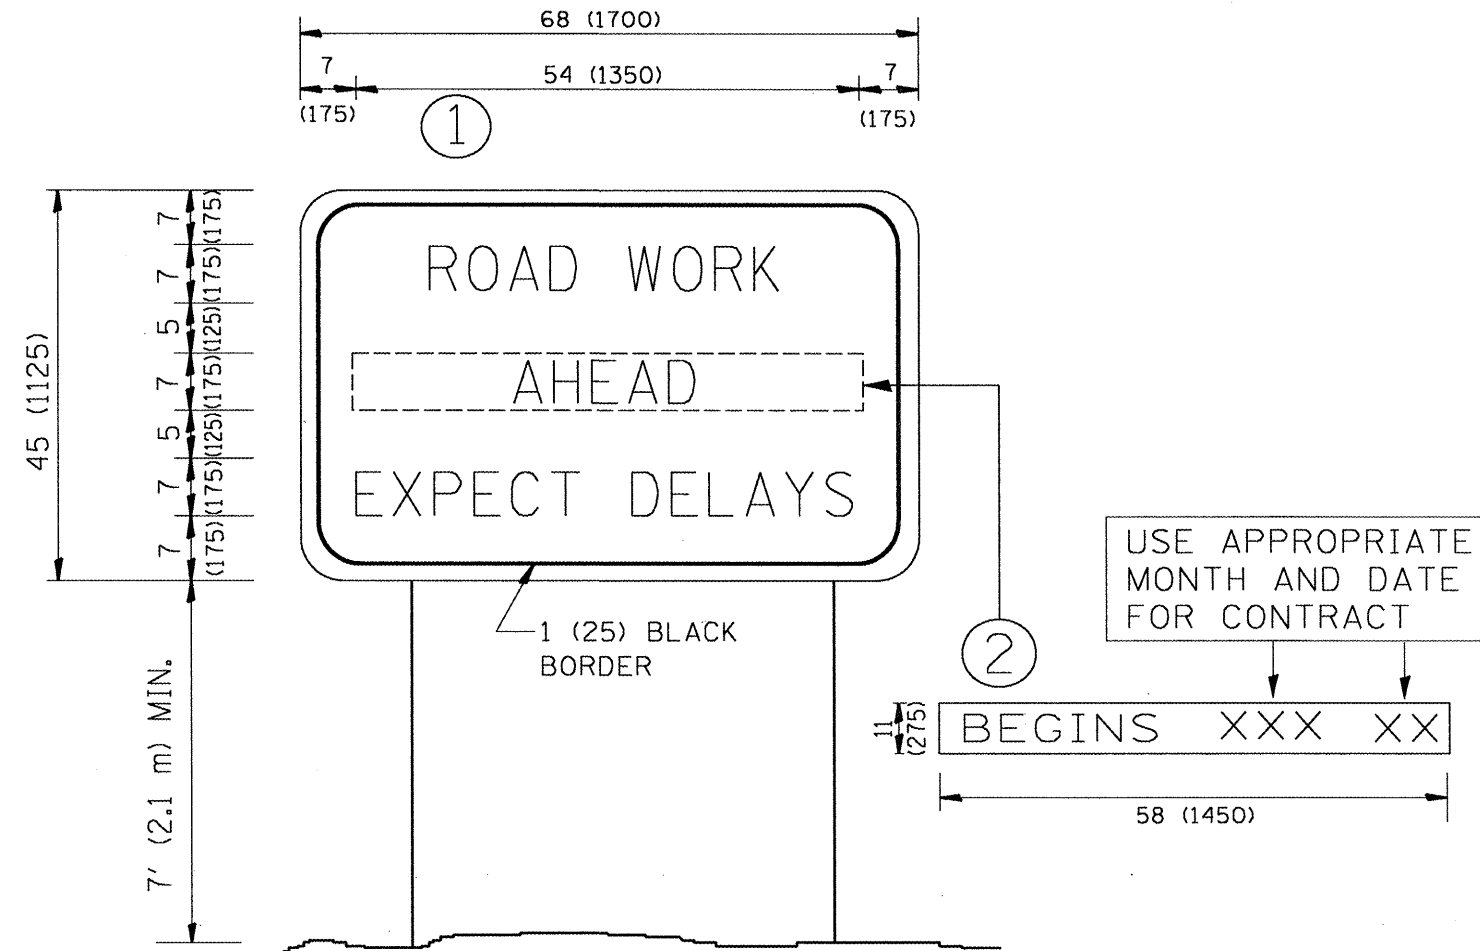 68 (1700)
7
54 (1350)
7
(175)
(175)
1
45 (1125)
7 (175)
7 (175)
5 (125)
7 (175)
5 (125)
7 (175)
7 (175)
ROAD WORK
AHEAD
EXPECT DELAYS
1 (25) BLACK
BORDER
7' (2.1 m) MIN.
2
USE APPROPRIATE
MONTH AND DATE
FOR CONTRACT
11
(275)
BEGINS XXX XX
58 (1450)